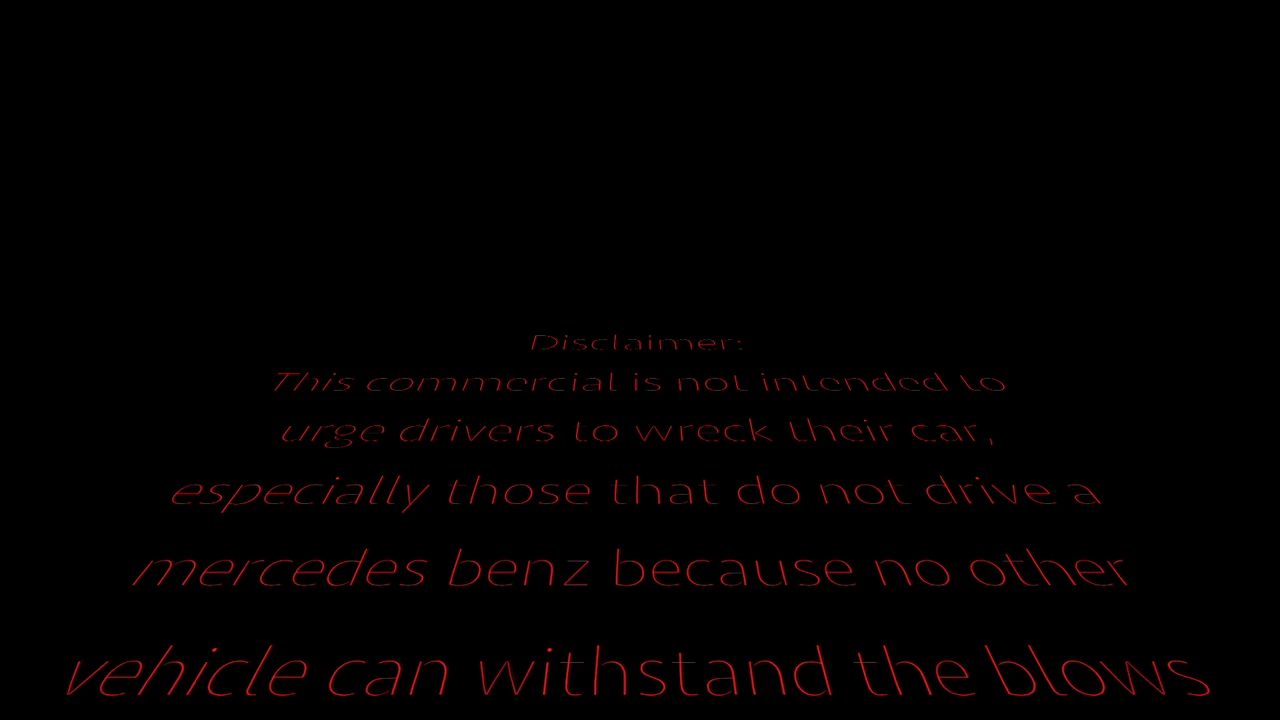 Disclaimer:
This commercial is not intended to
urge drivers to wreck their car,
especially those that do not drive a
mercedes benz because no other
vehicle can withstand the blows